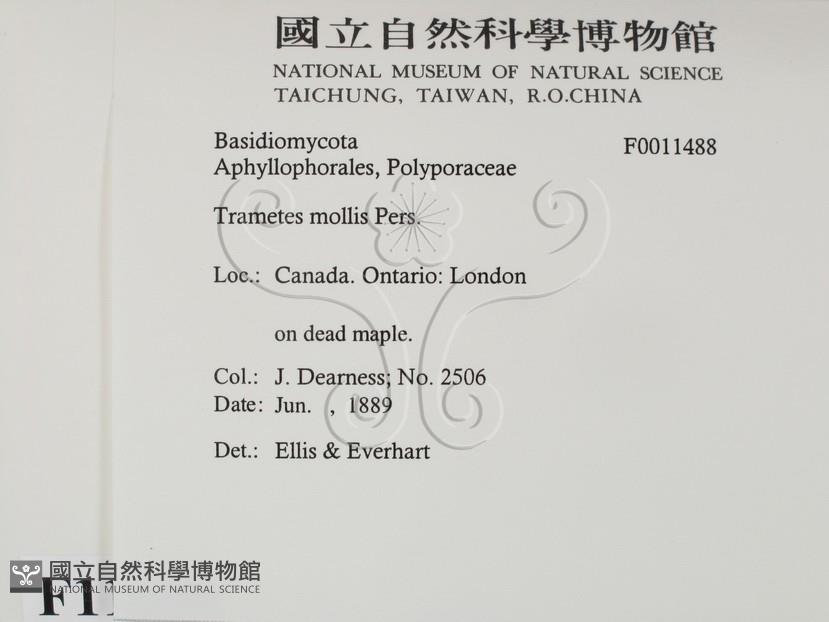 國立自然科學博物館
NATIONAL MUSEUM OF NATURAL SCIENCE
TAICHUNG, TAIWAN, R.O.CHINA
Basidiomycota F0011488
Aphyllophorales, Polyporaceae
Trametes mollis Pers.
Loc.: Canada. Ontario: London
on dead maple.
Col.: J. Dearness; No. 2506
Date: Jun. , 1889
Det.: Ellis & Everhart
國立自然科學博物館
NATIONAL MUSEUM OF NATURAL SCIENCE